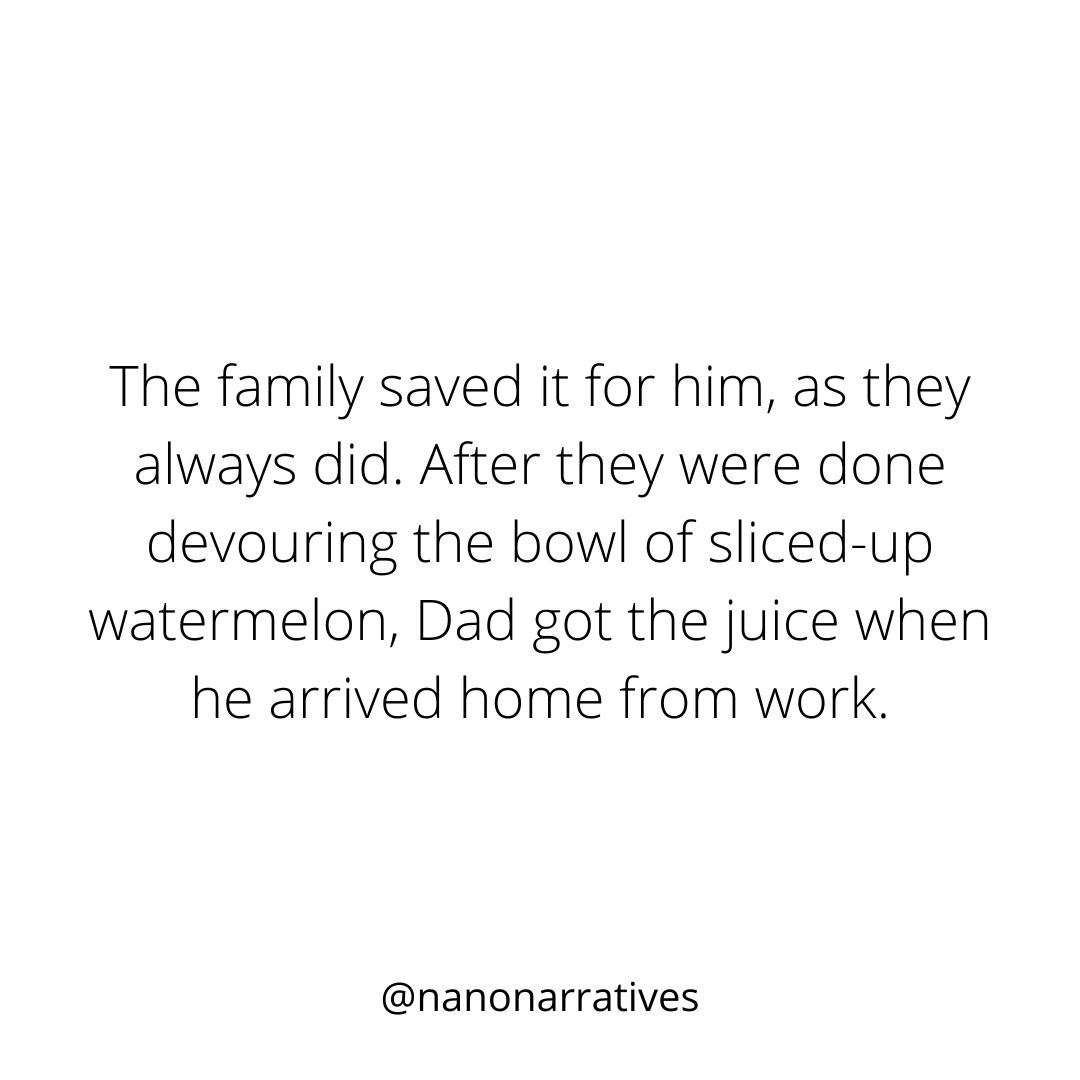 The family saved it for him, as they
always did. After they were done
devouring the bowl of sliced-up
watermelon, Dad got the juice when
he arrived home from work.
@nanonarratives